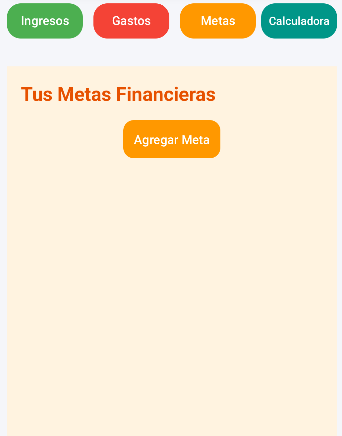 Ingresos Gastos Metas Calculadora
Tus Metas Financieras
Agregar Meta